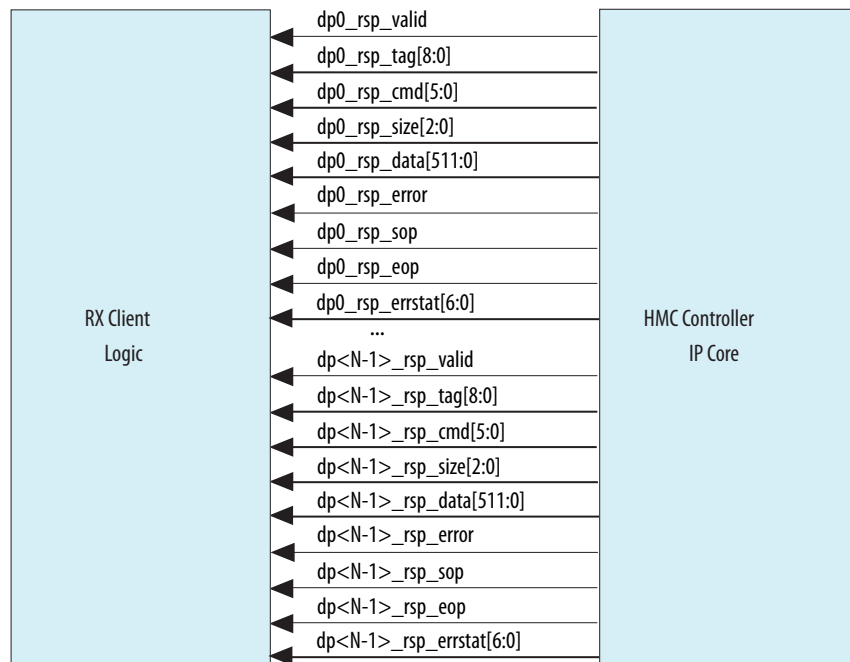 dp0_rsp_valid
dp0_rsp_tag[8:0]
dp0_rsp_cmd[5:0]
dp0_rsp_size[2:0]
dp0_rsp_data[511:0]
dp0_rsp_error
dp0_rsp_sop
dp0_rsp_eop
dp0_rsp_errstat[6:0]
RX Client
Logic
HMC Controller
IP Core
...
dp<N-1>_rsp_valid
dp<N-1>_rsp_tag[8:0]
dp<N-1>_rsp_cmd[5:0]
dp<N-1>_rsp_size[2:0]
dp<N-1>_rsp_data[511:0]
dp<N-1>_rsp_error
dp<N-1>_rsp_sop
dp<N-1>_rsp_eop
dp<N-1>_rsp_errstat[6:0]